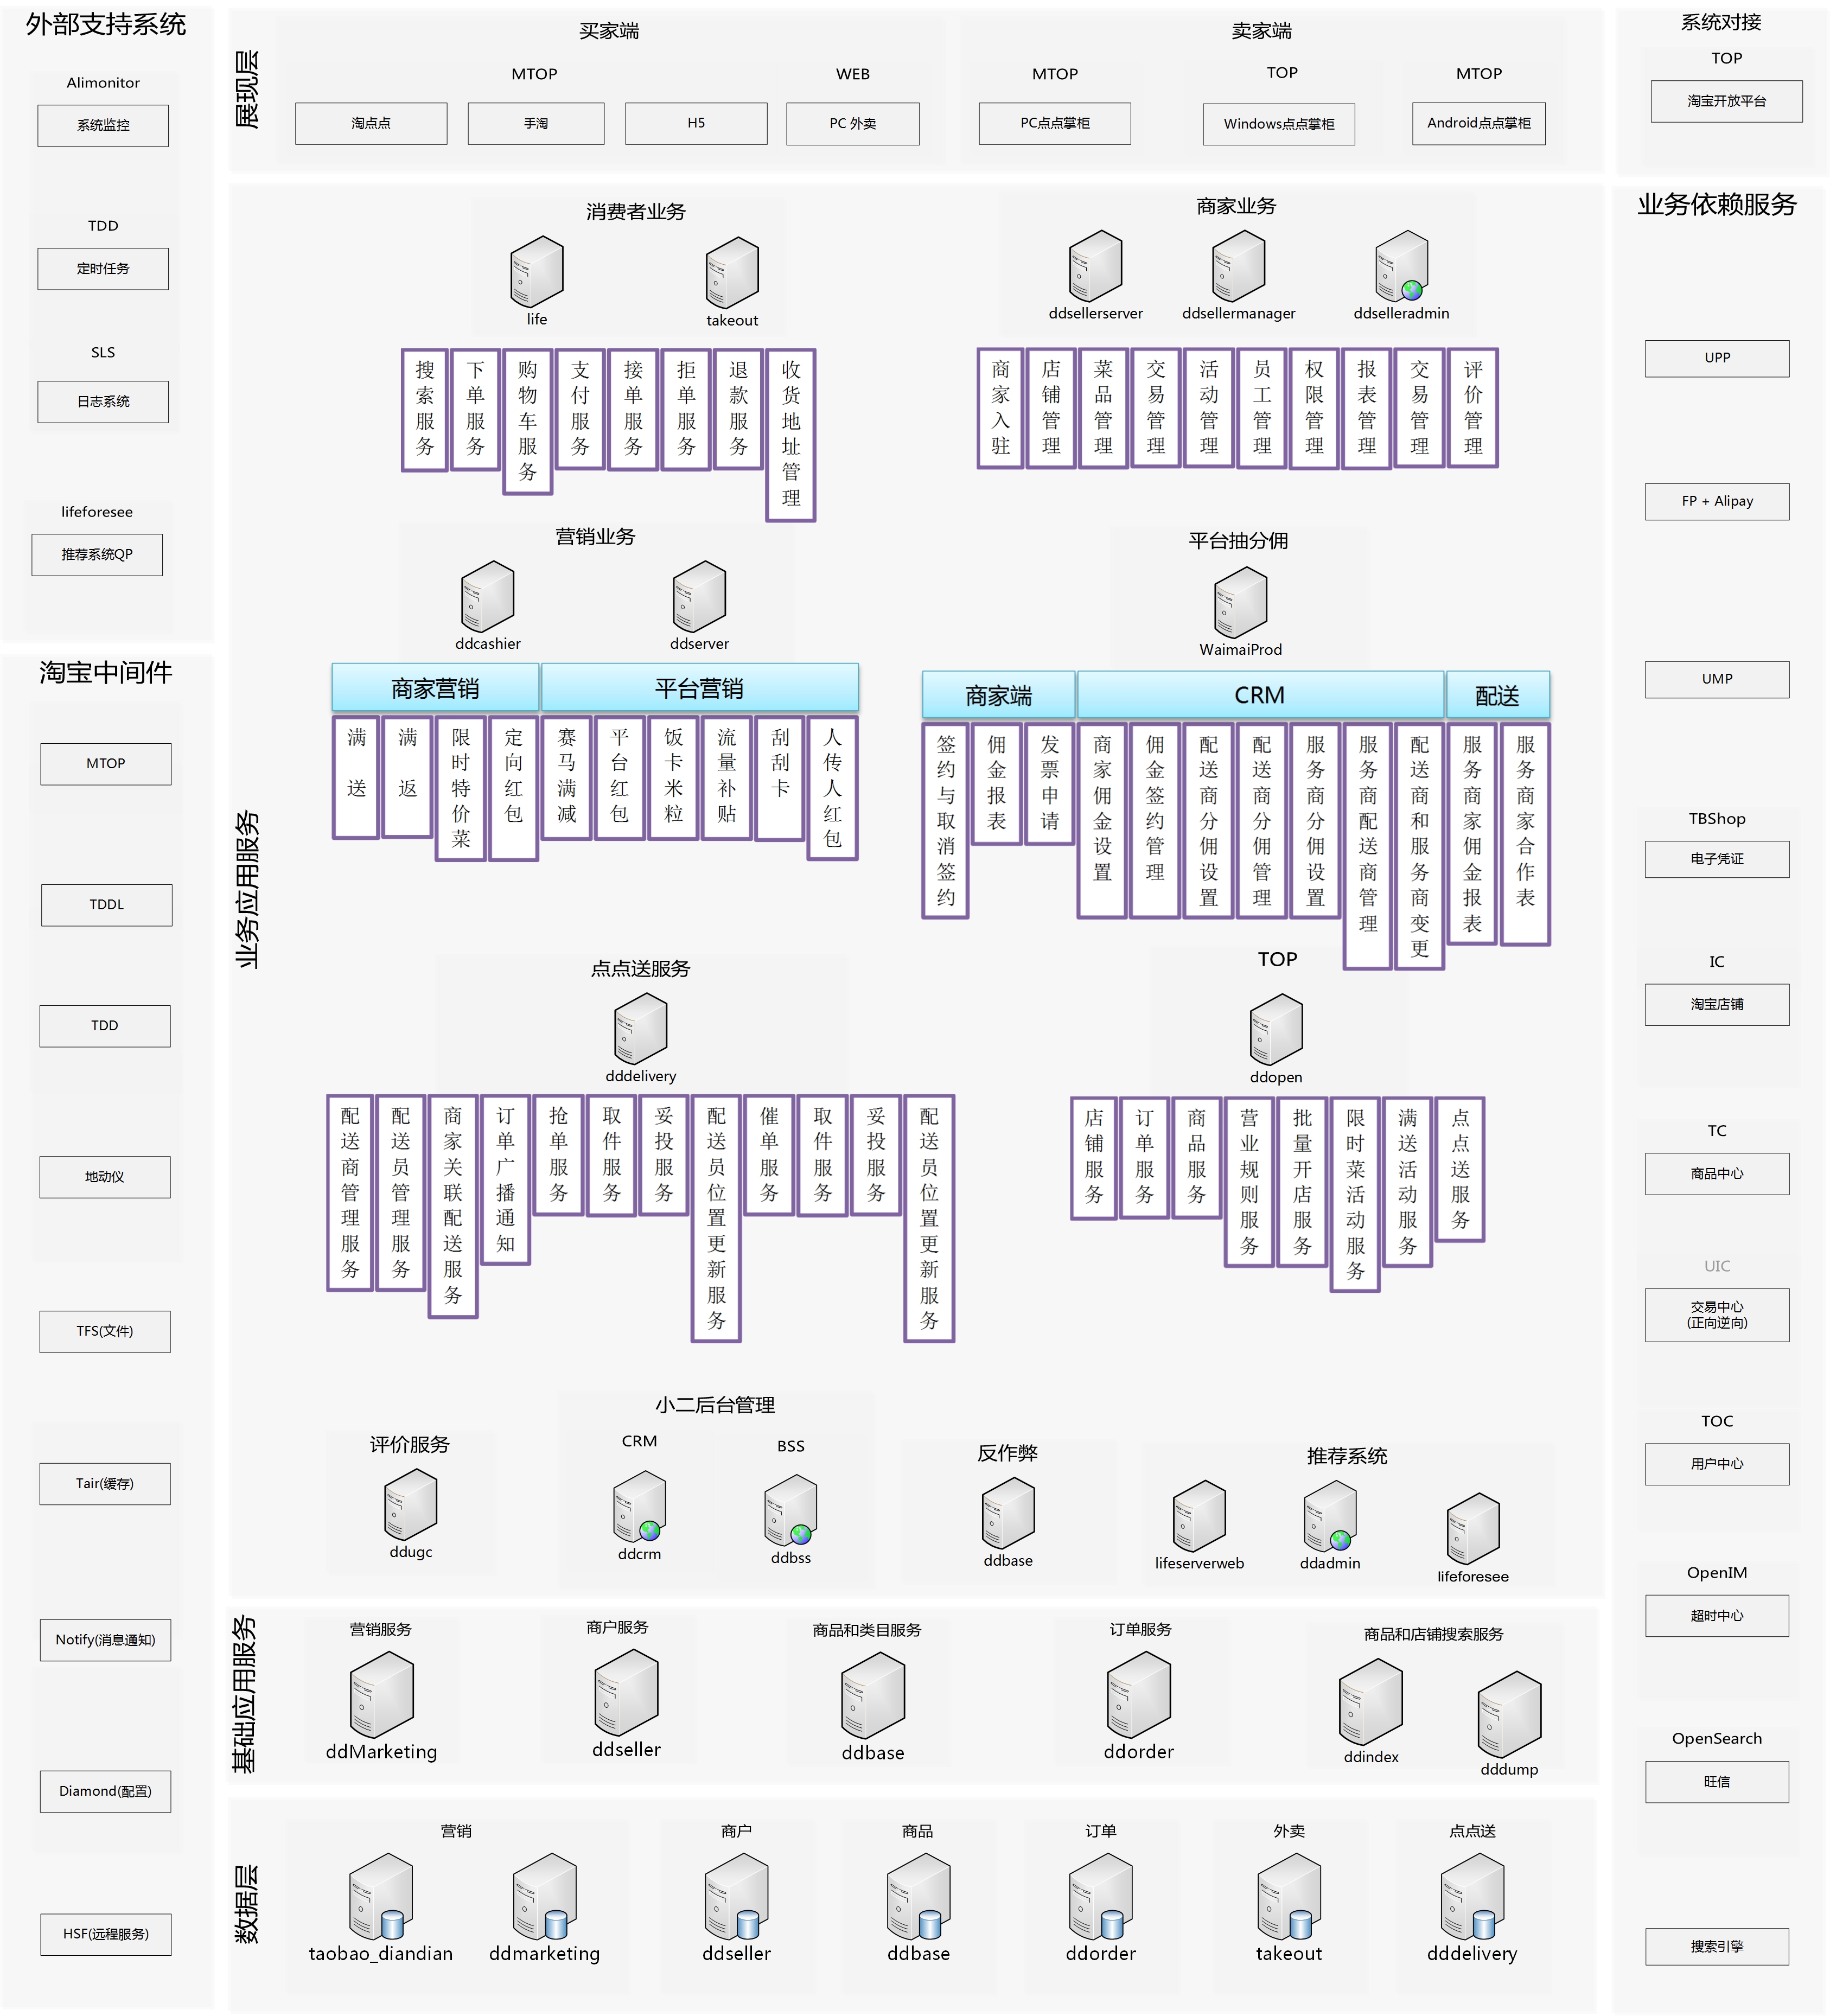 外部支持系统
Alimonitor
系统监控
TDD
定时任务
SLS
日志系统
lifeforesee
推荐系统QP
淘宝中间件
MTOP
TDDL
TDD
地动仪
TFS(文件)
Tair(缓存)
Notify(消息通知)
Diamond(配置)
HSF(远程服务)
展现层
买家端
MTOP
WEB
淘点点
手淘
H5
PC 外卖
卖家端
MTOP
TOP
MTOP
PC点点掌柜
Windows点点掌柜
Android点点掌柜
业务应用服务
消费者业务
life
takeout
搜索服务
下单服务
购物车服务
支付服务
接单服务
拒单服务
退款服务
收货地址管理
商家业务
ddsellerserver
ddsellermanager
ddselleradmin
商家入驻
店铺管理
菜品管理
交易管理
活动管理
员工管理
权限管理
报表管理
交易管理
评价管理
营销业务
ddcashier
ddserver
商家营销
平台营销
满送
满返
限时特价菜
定向红包
赛马满减
平台红包
饭卡米粒
流量补贴
刮刮卡
人传人红包
平台抽分佣
WaimaiProd
商家端
CRM
配送
签约与取消签约
佣金报表
发票申请
商家佣金设置
佣金签约管理
配送商分佣设置
配送商分佣管理
服务商分佣设置
服务商配送商管理
配送商和服务商变更
服务商家佣金报表
服务商家合作表
点点送服务
dddelivery
配送商管理服务
配送员管理服务
商家关联配送服务
订单广播通知
抢单服务
取件服务
妥投服务
配送员位置更新服务
催单服务
取件服务
妥投服务
配送员位置更新服务
TOP
ddopen
店铺服务
订单服务
商品服务
营业规则服务
批量开店服务
限时菜活动服务
满送活动服务
点点送服务
评价服务
ddugc
小二后台管理
CRM
BSS
ddcrm
ddbss
反作弊
ddbase
推荐系统
lifeserverweb
ddadmin
lifeforesee
基础应用服务
营销服务
ddMarketing
商户服务
ddseller
商品和类目服务
ddbase
订单服务
ddorder
商品和店铺搜索服务
ddindex
dddump
数据层
营销
taobao_diandian
ddmarketing
商户
ddseller
商品
ddbase
订单
ddorder
外卖
takeout
点点送
dddelivery
系统对接
TOP
淘宝开放平台
业务依赖服务
UPP
FP + Alipay
UMP
TBShop
电子凭证
IC
淘宝店铺
TC
商品中心
UIC
交易中心
(正向逆向)
TOC
用户中心
OpenIM
超时中心
OpenSearch
旺信
搜索引擎